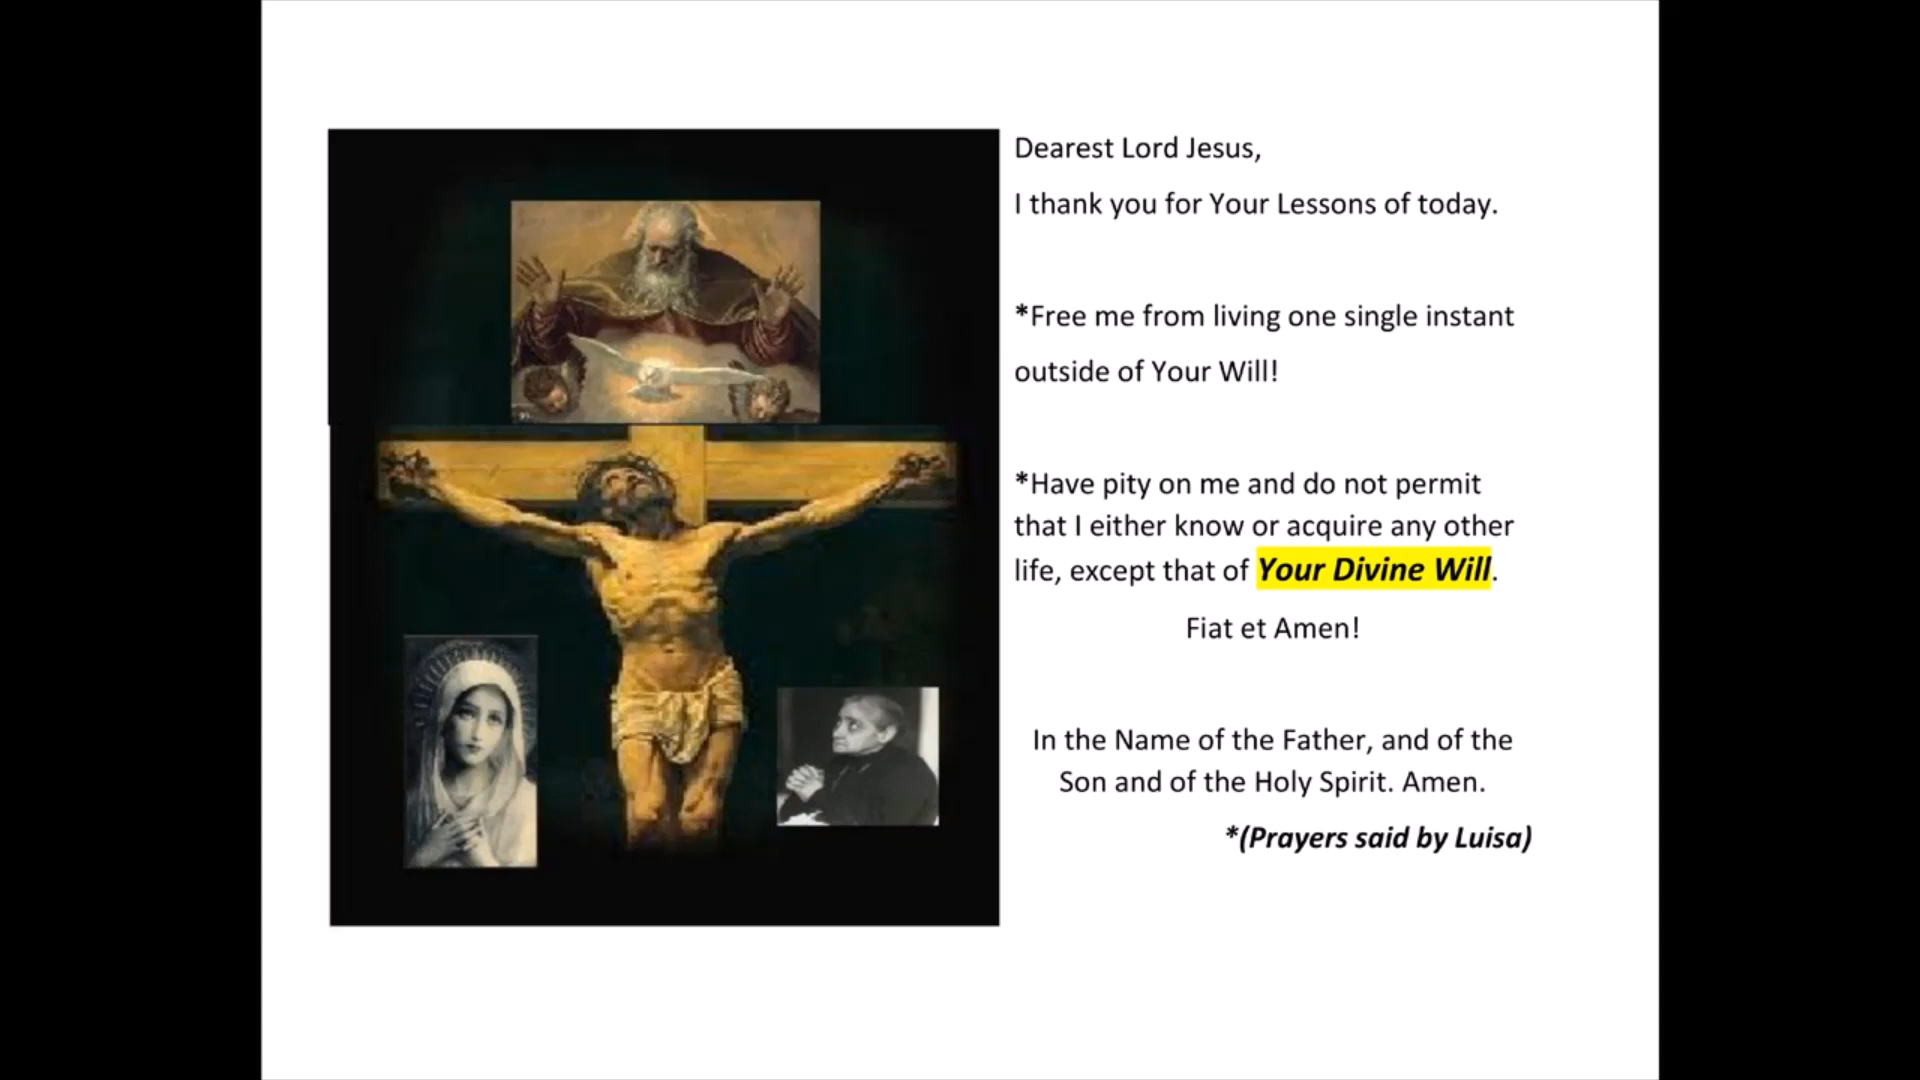 Dearest Lord Jesus,
I thank you for Your Lessons of today.
*Free me from living one single instant
outside of Your Will!
*Have pity on me and do not permit
that I either know or acquire any other
life, except that of Your Divine Will.
Fiat et Amen!
In the Name of the Father, and of the
Son and of the Holy Spirit. Amen.
*(Prayers said by Luisa)